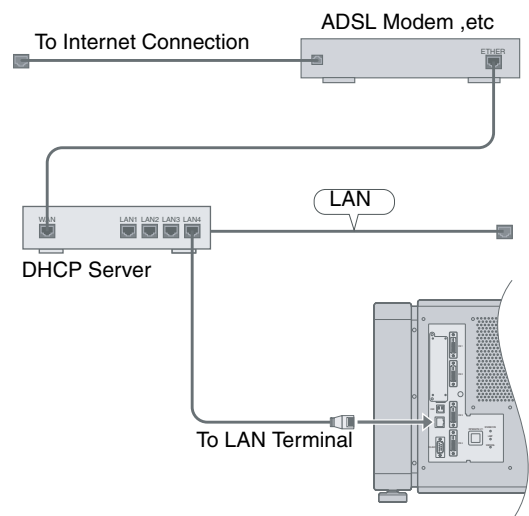 ADSL Modem ,etc
To Internet Connection
ETHER
LAN
WAN
LAN1 LAN2 LAN3 LAN4
DHCP Server
To LAN Terminal